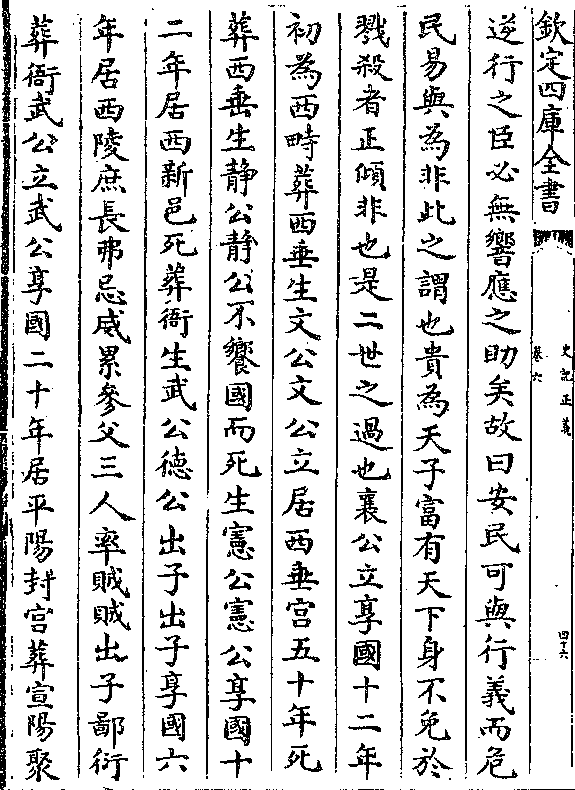 欽定四庫全書
史記正義
卷六
四十六
逆行之臣必無響應之助矣故曰安民可與行義而危
民易與為非此之謂也貴為天子富有天下身不免於
戮殺者正傾非也是二世之過也襄公立享國十二年
初為西畤葬西垂生文公文公立居西垂宮五十年死
葬西垂生静公静公不饗國而死生憲公憲公享國十
二年居西新邑死葬衙生武公德公出子出子享國六
年居西陵庶長弗忌威累參父三人率賊賊出子鄙衍
葬衙武公立武公享國二十年居平陽封宮葬宣陽聚